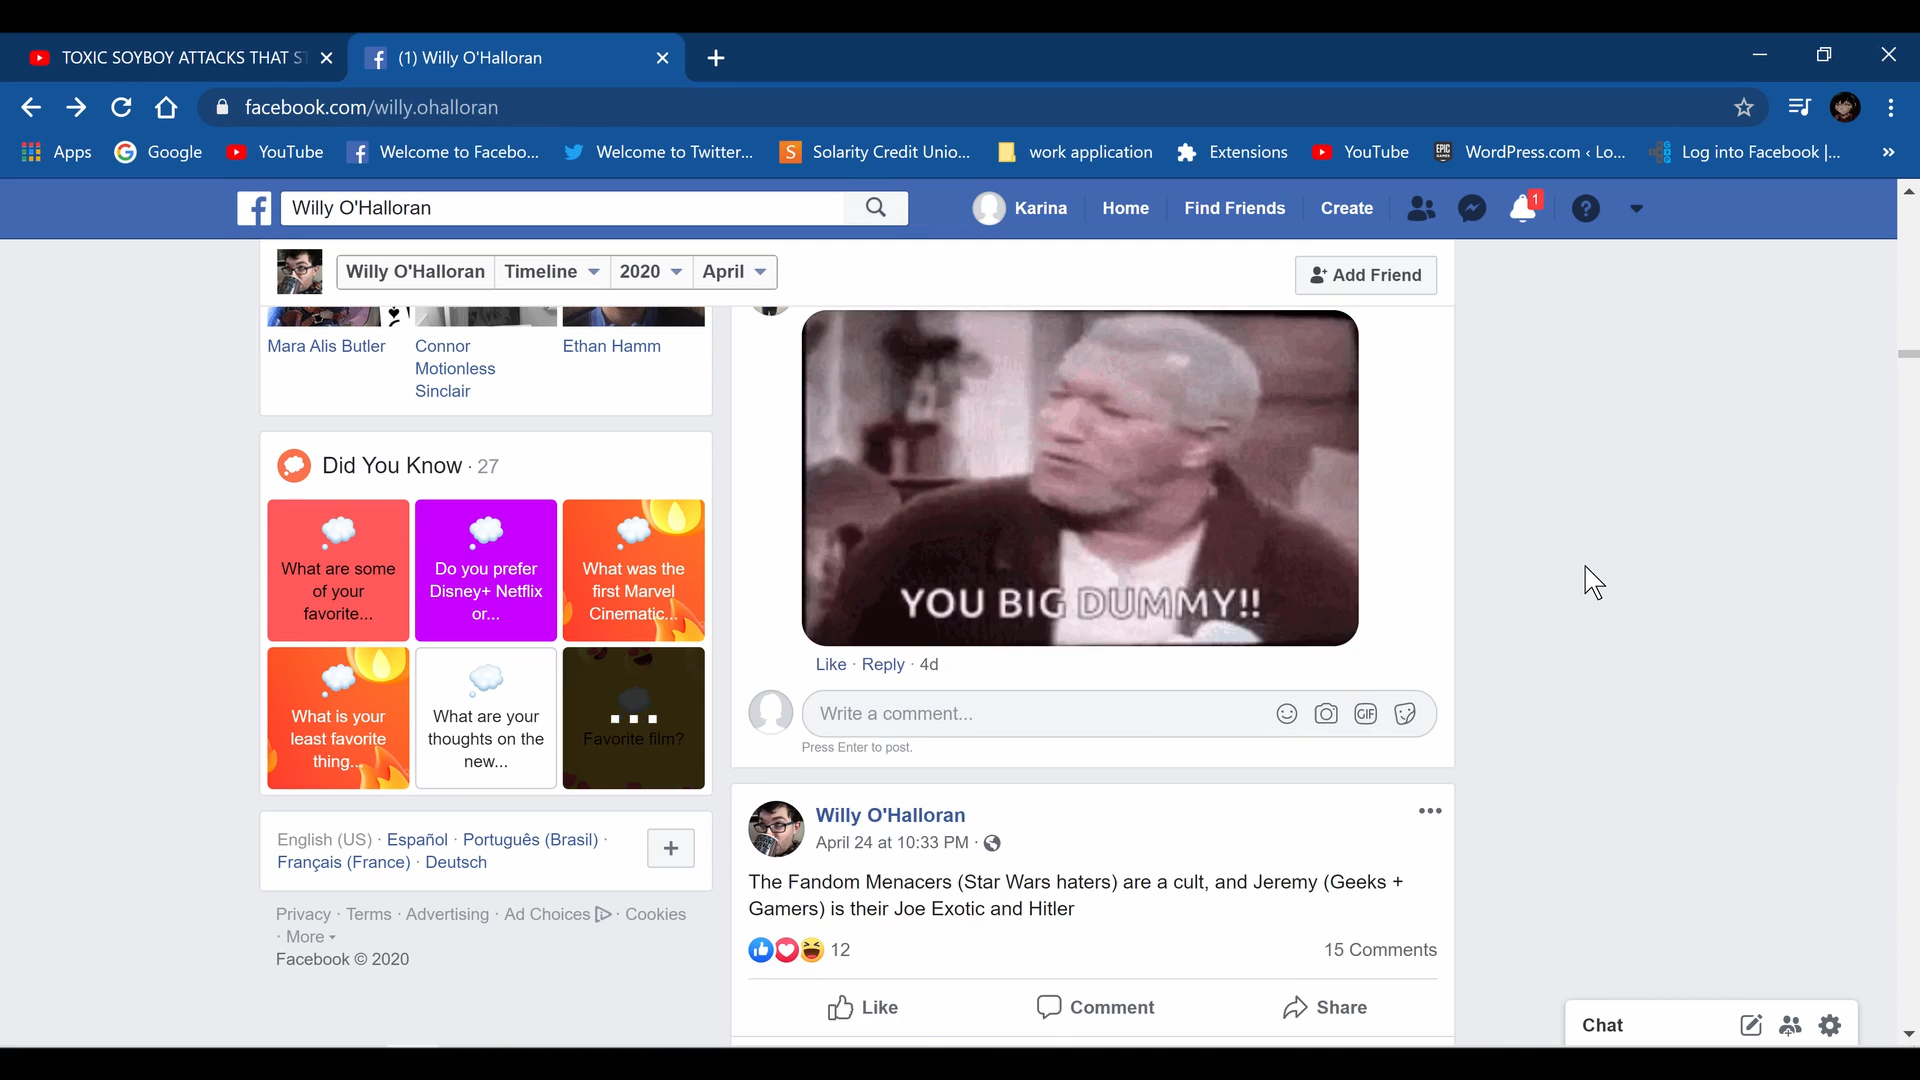 TOXIC SOYBOY ATTACKS THAT S
(1) Willy O'Halloran
facebook.com/willy.ohalloran
Apps
Google
YouTube
Welcome to Facebo...
Welcome to Twitter...
Solarity Credit Unio...
work application
Extensions
YouTube
EPIC GAMES
WordPress.com ‹ Lo...
Log into Facebook |...
»
Willy O'Halloran
Karina
Home
Find Friends
Create
1
Willy O'Halloran
Timeline
2020
April
Add Friend
Mara Alis Butler
Connor
Motionless
Sinclair
Ethan Hamm
Did You Know · 27
What are some
of your
favorite...
Do you prefer
Disney+ Netflix
or...
What was the
first Marvel
Cinematic...
What is your
least favorite
thing...
What are your
thoughts on the
new...
Favorite film?
English (US) · Español · Português (Brasil) ·
Français (France) · Deutsch
Privacy · Terms · Advertising · Ad Choices · Cookies
· More
Facebook © 2020
YOU BIG DUMMY!!
Like · Reply · 4d
Write a comment...
GIF
Press Enter to post.
Willy O'Halloran
April 24 at 10:33 PM ·
The Fandom Menacers (Star Wars haters) are a cult, and Jeremy (Geeks +
Gamers) is their Joe Exotic and Hitler
12
15 Comments
Like
Comment
Share
Chat